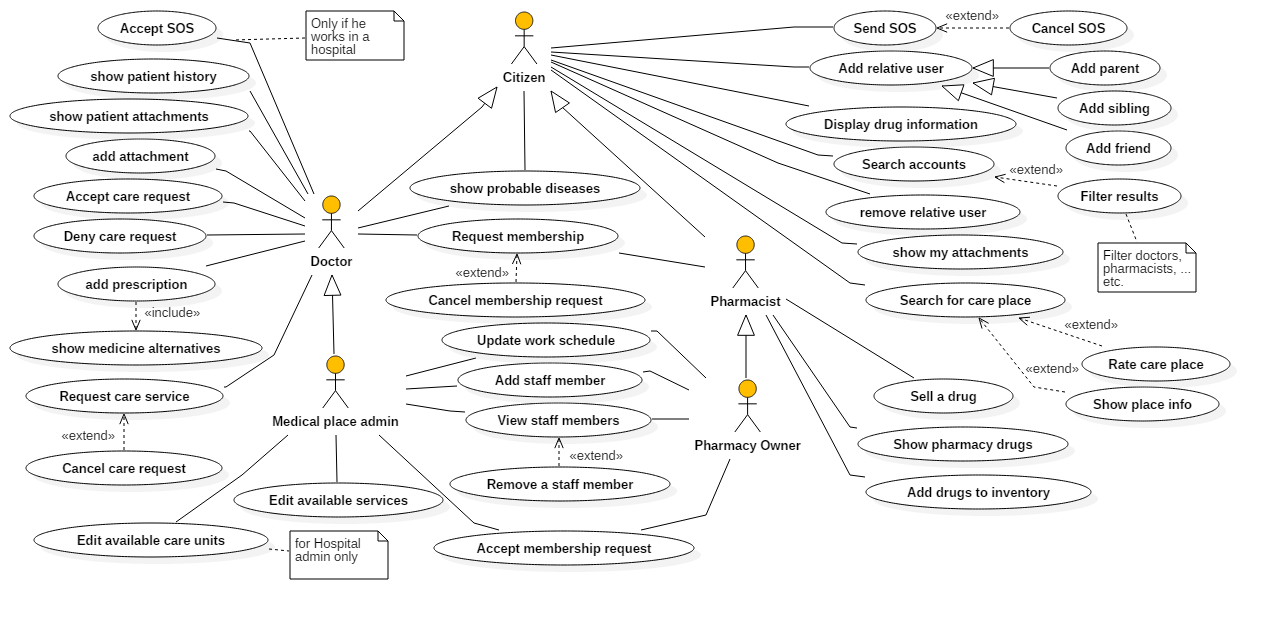 Accept SOS
Only if he
works in a
hospital
show patient history
show patient attachments
add attachment
Accept care request
Deny care request
add prescription
«include»
show medicine alternatives
Request care service
«extend»
Cancel care request
Edit available care units
for Hospital
admin only
Citizen
Doctor
Medical place admin
Edit available services
show probable diseases
Request membership
«extend»
Cancel membership request
Update work schedule
Add staff member
View staff members
«extend»
Remove a staff member
Accept membership request
Pharmacist
Pharmacy Owner
Send SOS
«extend»
Cancel SOS
Add relative user
Add parent
Add sibling
Add friend
Display drug information
Search accounts
«extend»
Filter results
Filter doctors,
pharmacists, ...
etc.
remove relative user
show my attachments
Search for care place
«extend»
Rate care place
«extend»
Show place info
Sell a drug
Show pharmacy drugs
Add drugs to inventory